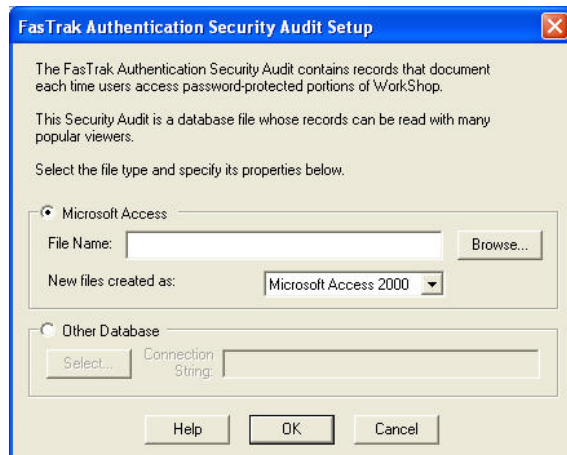 FasTrak Authentication Security Audit Setup
The FasTrak Authentication Security Audit contains records that document
each time users access password-protected portions of WorkShop.
This Security Audit is a database file whose records can be read with many
popular viewers.
Select the file type and specify its properties below.
Microsoft Access
File Name:
Browse...
New files created as:
Microsoft Access 2000
Other Database
Select...
Connection
String:
Help
OK
Cancel